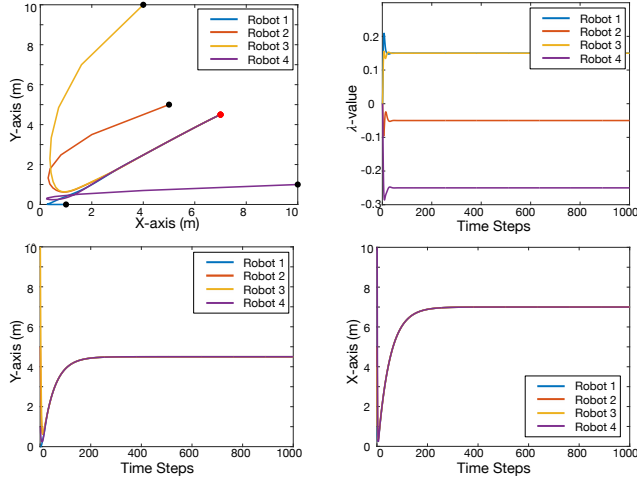 10
8
6
4
2
0
0 2 4 6 8 10
Y-axis (m)
X-axis (m)
Robot 1
Robot 2
Robot 3
Robot 4
0.2
0.1
0
-0.1
-0.2
-0.3
0 200 400 600 800 1000
λ-value
Time Steps
Robot 1
Robot 2
Robot 3
Robot 4
10
8
6
4
2
0
0 200 400 600 800 1000
Y-axis (m)
Time Steps
Robot 1
Robot 2
Robot 3
Robot 4
10
8
6
4
2
0
0 200 400 600 800 1000
X-axis (m)
Time Steps
Robot 1
Robot 2
Robot 3
Robot 4